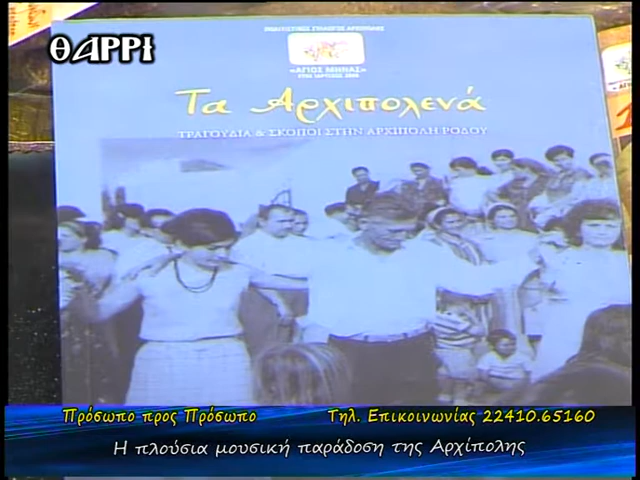 ΘΑΡΡΙ
ΠΟΛΙΤΙΣΤΙΚΟΣ ΣΥΛΛΟΓΟΣ ΑΡΧΙΠΟΛΗΣ
«ΑΓΙΟΣ ΜΗΝΑΣ»
Τα Αρχιπολενά
ΤΡΑΓΟΥΔΙΑ & ΣΚΟΠΟΙ ΣΤΗΝ ΑΡΧΙΠΟΛΗ ΡΟΔΟΥ
Πρόσωπο προς Πρόσωπο Τηλ. Επικοινωνίας 22410.65160
Η πλούσια μουσική παράδοση της Αρχίπολης